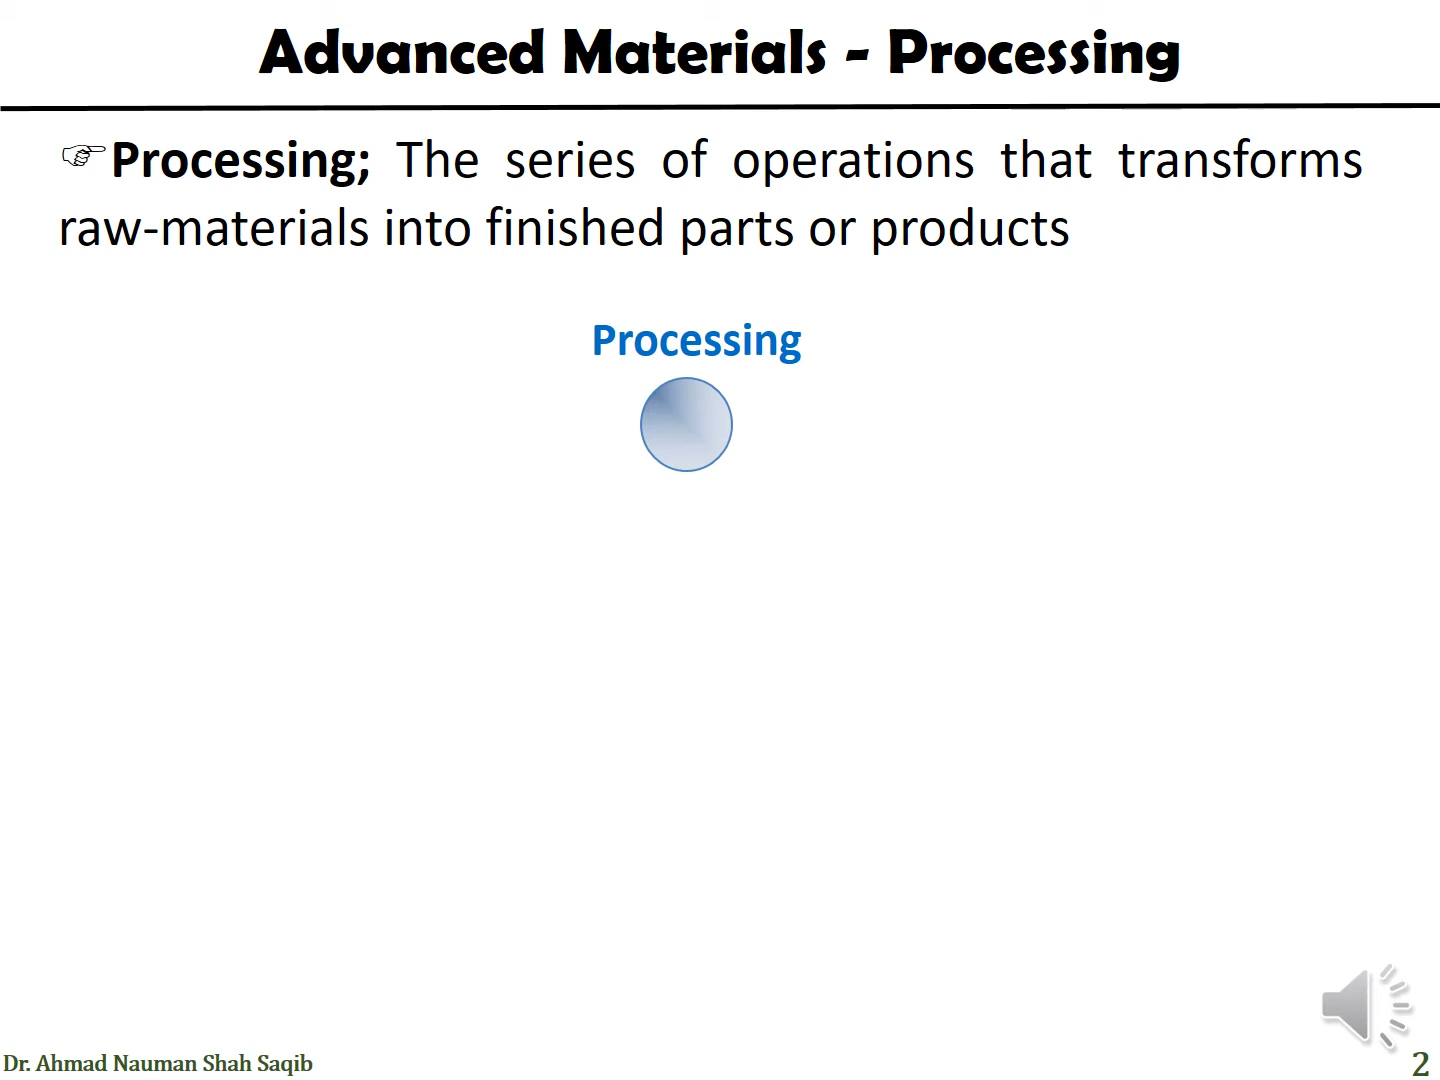 Advanced Materials - Processing
☞Processing; The series of operations that transforms
raw-materials into finished parts or products
Processing
Dr. Ahmad Nauman Shah Saqib
2